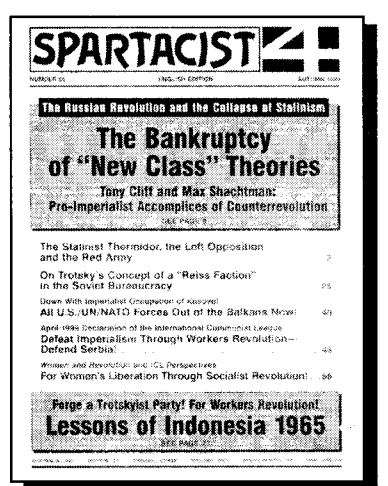 SPARTACIST
ENGLISH EDITION
The Russian Revolution and the Collapse of Stalinism
The Bankruptcy
of "New Class" Theories
Tony Cliff and Max Shachtman:
Pro-Imperialist Accomplices of Counterrevolution
SEE PAGE
The Stalinist Thermidor, the Left Opposition
and the Red Army 2
On Trotsky's Concept of a "Reiss Faction"
in the Soviet Bureaucracy
Down With Imperialist Occupation of Kosovo!
All U.S./UN/NATO Forces Out of the Balkans Now!
April 1999 Declaration of the International Communist League
Defeat Imperialism Through Workers Revolution—
Defend Serbia!
Women and Revolution and ICL Perspectives
For Women's Liberation Through Socialist Revolution!
Forge a Trotskyist Party! For Workers Revolution!
Lessons of Indonesia 1965
SEE PAGE